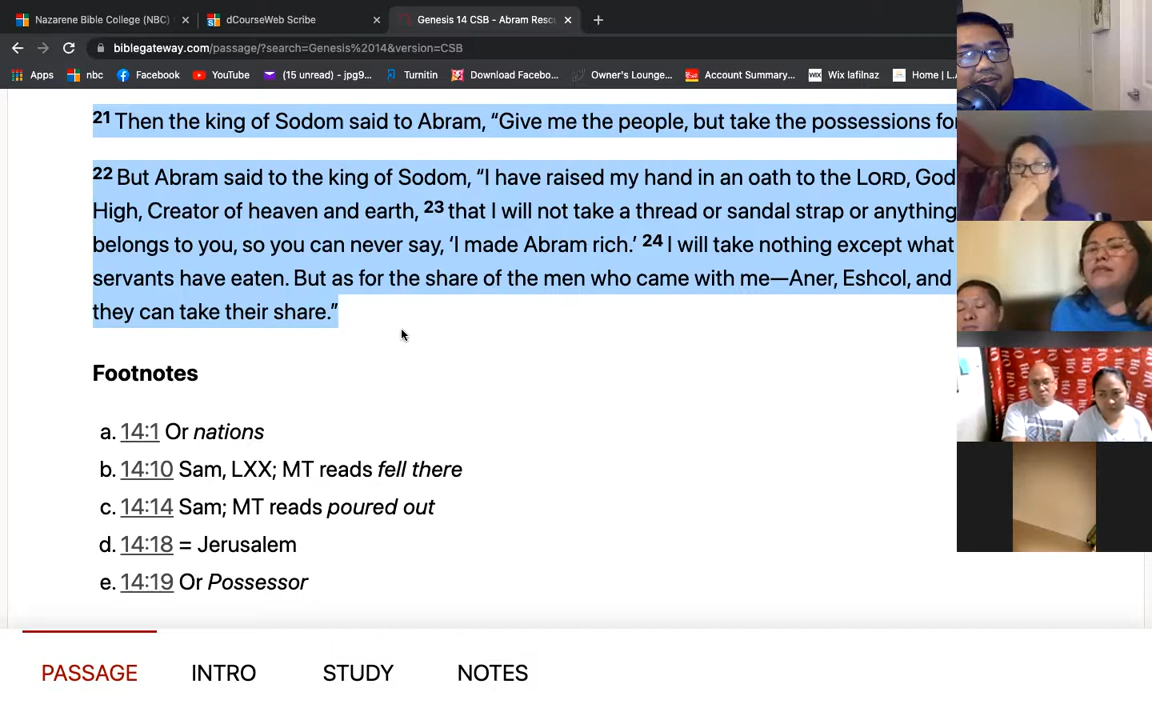 Nazarene Bible College (NBC)
dCourseWeb Scribe
Genesis 14 CSB - Abram Rescu
biblegateway.com/passage/?search=Genesis%2014&version=CSB
Apps nbc Facebook YouTube (15 unread) - jpg9... Turnitin Download Facebo... Owner's Lounge... Account Summary... WIX Wix lafilnaz Home | L.A
21 Then the king of Sodom said to Abram, “Give me the people, but take the possessions for
22 But Abram said to the king of Sodom, “I have raised my hand in an oath to the LORD, God
High, Creator of heaven and earth, 23 that I will not take a thread or sandal strap or anything
belongs to you, so you can never say, ‘I made Abram rich.’ 24 I will take nothing except what
servants have eaten. But as for the share of the men who came with me—Aner, Eshcol, and
they can take their share.”
Footnotes
a. 14:1 Or nations
b. 14:10 Sam, LXX; MT reads fell there
c. 14:14 Sam; MT reads poured out
d. 14:18 = Jerusalem
e. 14:19 Or Possessor
PASSAGE INTRO STUDY NOTES